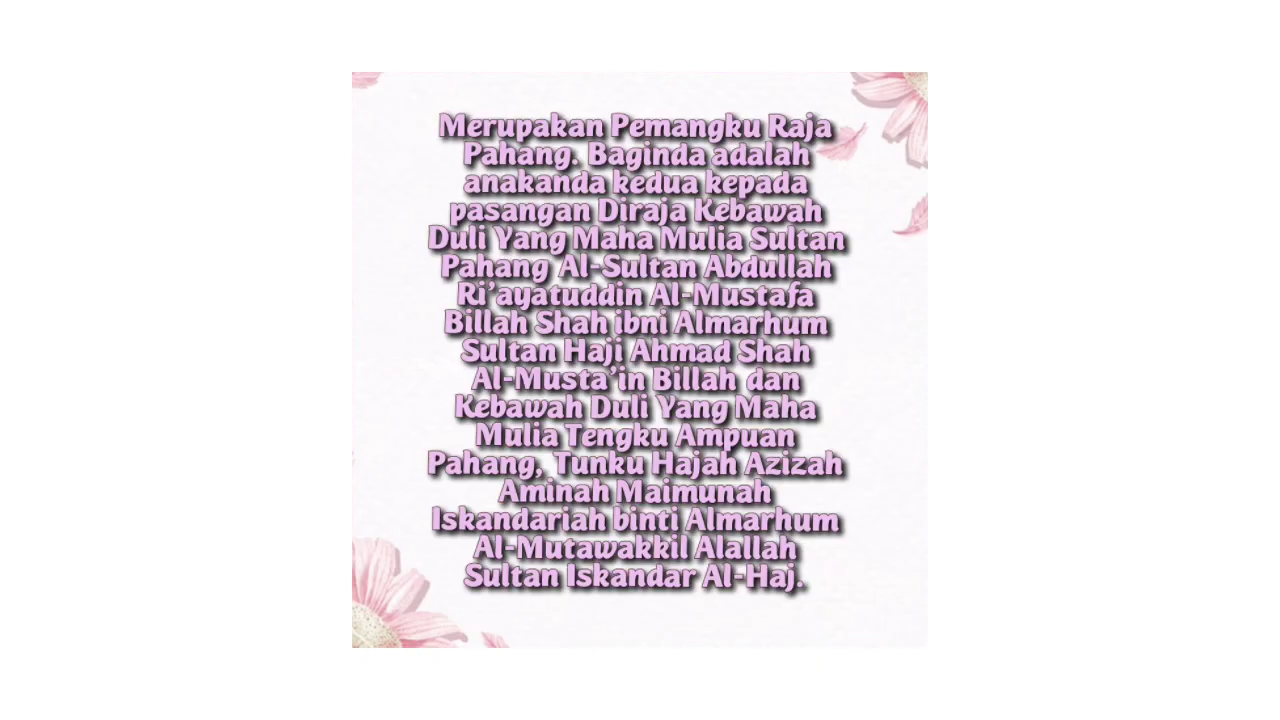 Merupakan Pemangku Raja
Pahang. Baginda adalah
anakanda kedua kepada
pasangan Diraja Kebawah
Duli Yang Maha Mulia Sultan
Pahang Al-Sultan Abdullah
Ri'ayatuddin Al-Mustafa
Billah Shah ibni Almarhum
Sultan Haji Ahmad Shah
Al-Musta'in Billah dan
Kebawah Duli Yang Maha
Mulia Tengku Ampuan
Pahang, Tunku Hajah Azizah
Aminah Maimunah
Iskandariah binti Almarhum
Al-Mutawakkil Alallah
Sultan Iskandar Al-Haj.